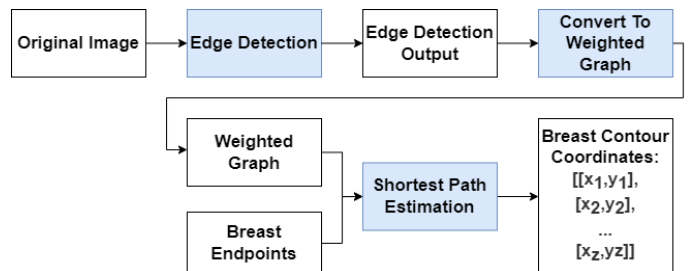 Original Image
Edge Detection
Edge Detection
Output
Convert To
Weighted
Graph
Weighted
Graph
Breast
Endpoints
Shortest Path
Estimation
Breast Contour
Coordinates:
[[x1,y1],
[x2,y2],
...
[xz,yz]]